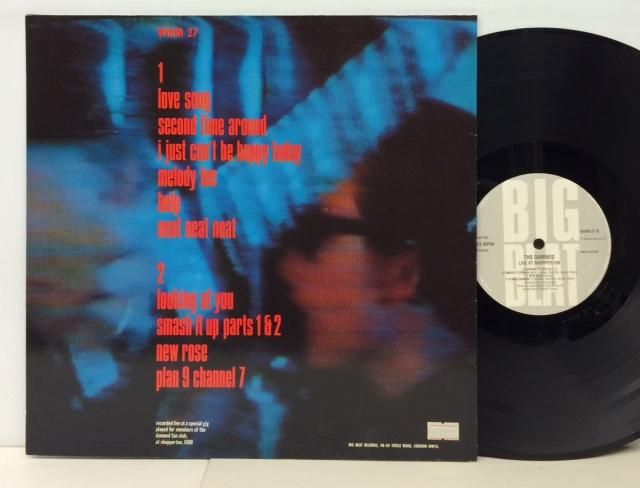 WIKM 27
1
love song
second time around
i just can't be happy today
melody lee
help
neat neat neat
2
looking at you
smash it up parts 1 & 2
new rose
plan 9 channel 7
recorded live at a special gig
played for members of the
damned fan club,
at shepperton, 1980
BIG BEAT RECORDS, 48-50 STEELE ROAD, LONDON NW10.
BIG
BEAT
THE DAMNED
LIVE AT SHEPPERTON